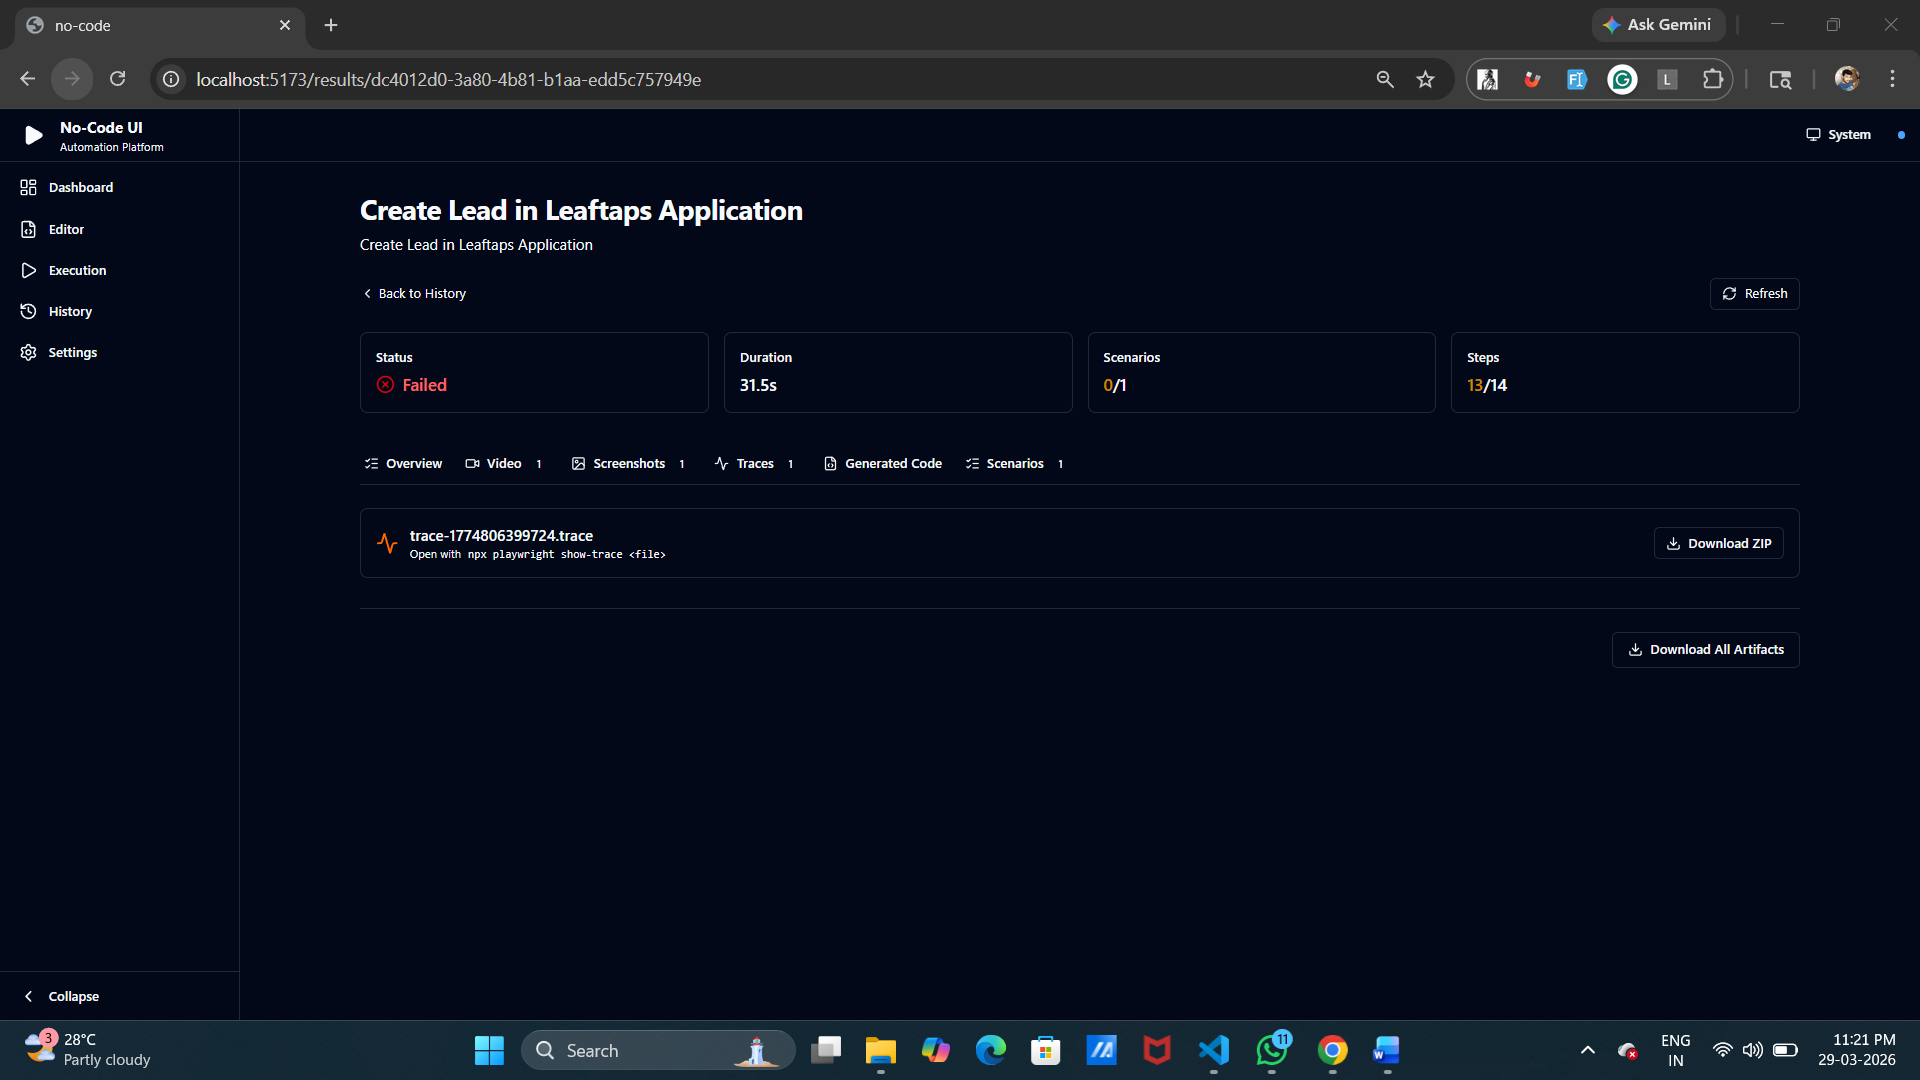 no-code
Ask Gemini
localhost:5173/results/dc4012d0-3a80-4b81-b1aa-edd5c757949e
No-Code UI
Automation Platform
System
Dashboard
Editor
Execution
History
Settings
Create Lead in Leaftaps Application
Create Lead in Leaftaps Application
Back to History
Refresh
Status
Failed
Duration
31.5s
Scenarios
0/1
Steps
13/14
Overview
Video 1
Screenshots 1
Traces 1
Generated Code
Scenarios 1
trace-1774806399724.trace
Open with npx playwright show-trace <file>
Download ZIP
Download All Artifacts
Collapse
3
28°C
Partly cloudy
Search
11
ENG
IN
11:21 PM
29-03-2026